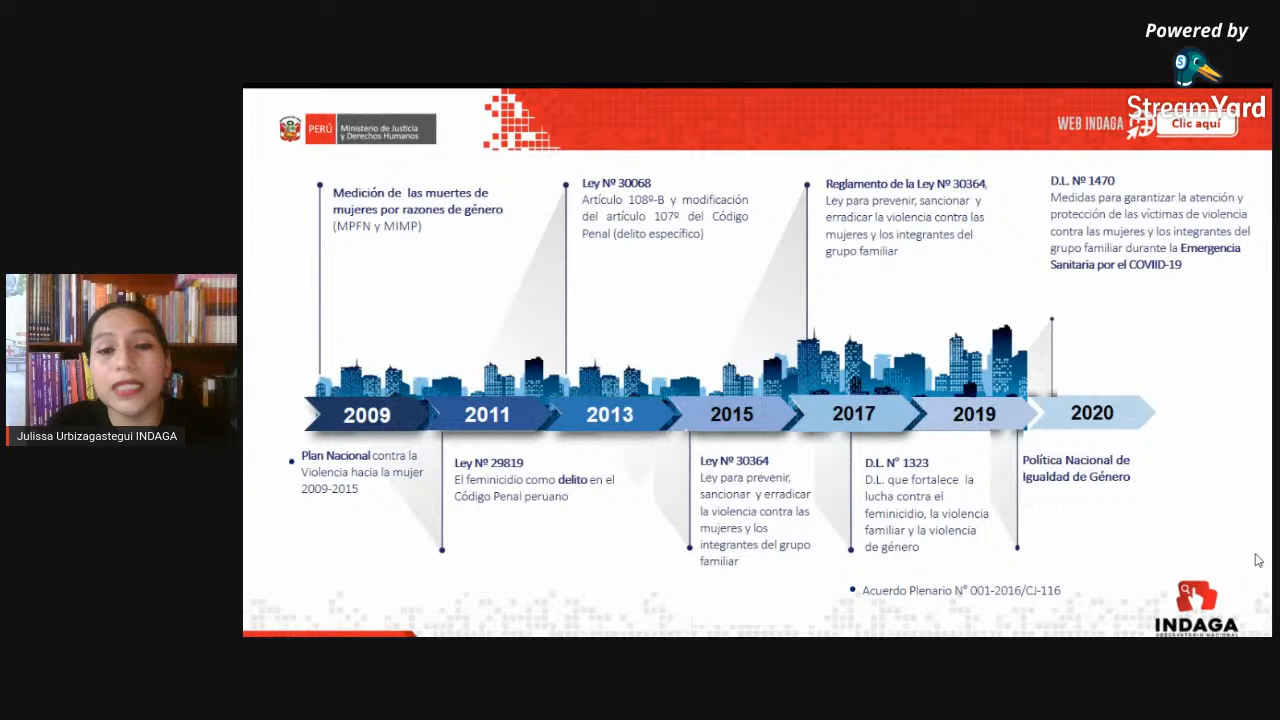 Powered by
StreamYard
PERÚ
Ministerio de Justicia
y Derechos Humanos
WEB INDAGA
Clic aquí
Medición de las muertes de
mujeres por razones de género
(MPFN y MIMP)
Ley Nº 30068
Artículo 108º-B y modificación
del artículo 107º del Código
Penal (delito específico)
Reglamento de la Ley Nº 30364,
Ley para prevenir, sancionar y
erradicar la violencia contra las
mujeres y los integrantes del
grupo familiar
D.L. Nº 1470
Medidas para garantizar la atención y
protección de las víctimas de violencia
contra las mujeres y los integrantes del
grupo familiar durante la Emergencia
Sanitaria por el COVIID-19
2009
2011
2013
2015
2017
2019
2020
Plan Nacional contra la
Violencia hacia la mujer
2009-2015
Ley Nº 29819
El feminicidio como delito en el
Código Penal peruano
Ley Nº 30364
Ley para prevenir,
sancionar y erradicar
la violencia contra las
mujeres y los
integrantes del grupo
familiar
D.L. N° 1323
D.L. que fortalece la
lucha contra el
feminicidio, la violencia
familiar y la violencia
de género
Política Nacional de
Igualdad de Género
Acuerdo Plenario N° 001-2016/CJ-116
Julissa Urbizagastegui INDAGA
INDAGA
OBSERVATORIO NACIONAL